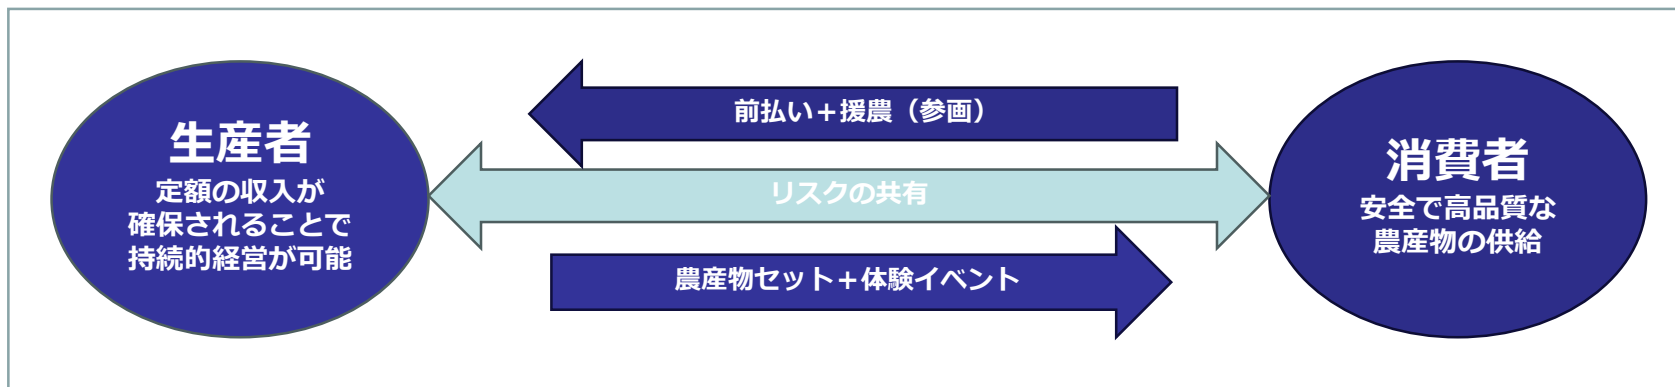 生産者
定額の収入が
確保されることで
持続的経営が可能
前払い＋援農（参画）
リスクの共有
農産物セット＋体験イベント
消費者
安全で高品質な
農産物の供給